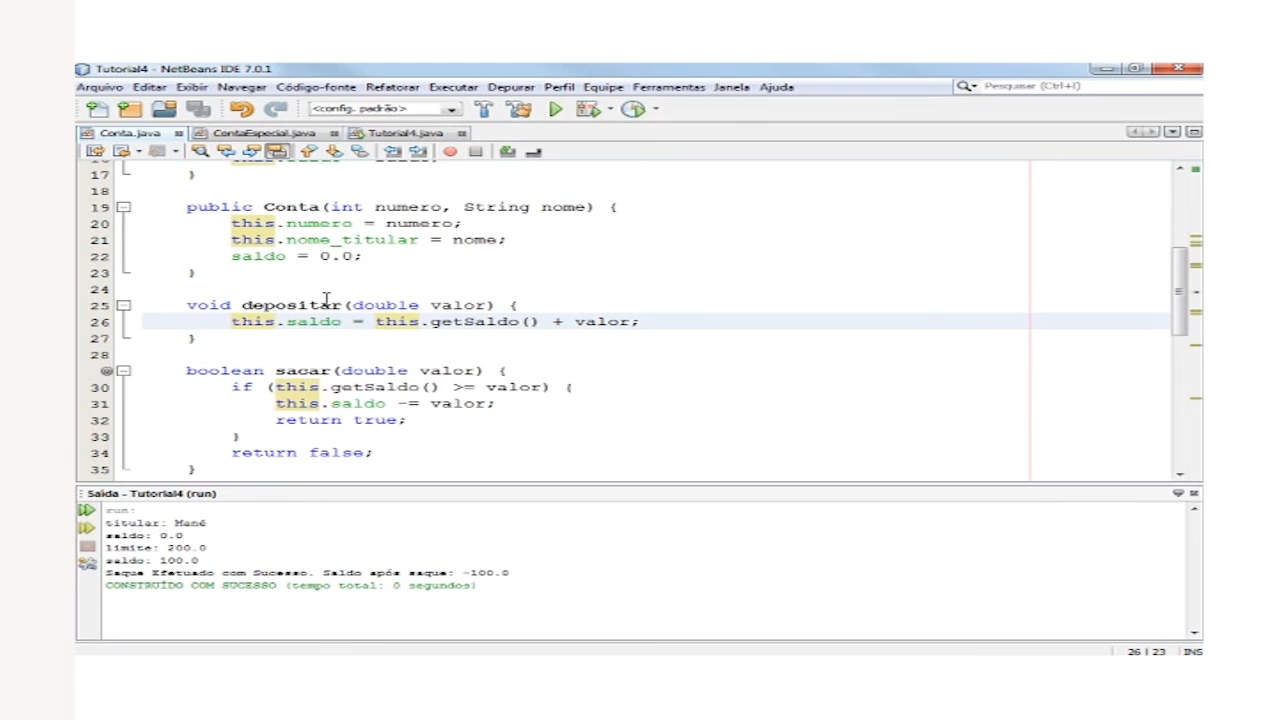 Tutorial4 - NetBeans IDE 7.0.1
Arquivo Editar Exibir Navegar Código-fonte Refatorar Executar Depurar Perfil Equipe Ferramentas Janela Ajuda
Pesquisar (Ctrl+I)
<config. padrão>
Conta.java ContaEspecial.java Tutorial4.java
17 }
18
19 public Conta(int numero, String nome) {
20 this.numero = numero;
21 this.nome_titular = nome;
22 saldo = 0.0;
23 }
24
25 void depositar(double valor) {
26 this.saldo = this.getSaldo() + valor;
27 }
28
boolean sacar(double valor) {
30 if (this.getSaldo() >= valor) {
31 this.saldo -= valor;
32 return true;
33 }
34 return false;
35 }
Saída - Tutorial4 (run)
run:
titular: Mané
saldo: 0.0
limite: 200.0
saldo: 100.0
Saque Efetuado com Sucesso. Saldo após saque: -100.0
CONSTRUÍDO COM SUCESSO (tempo total: 0 segundos)
26 | 23 INS